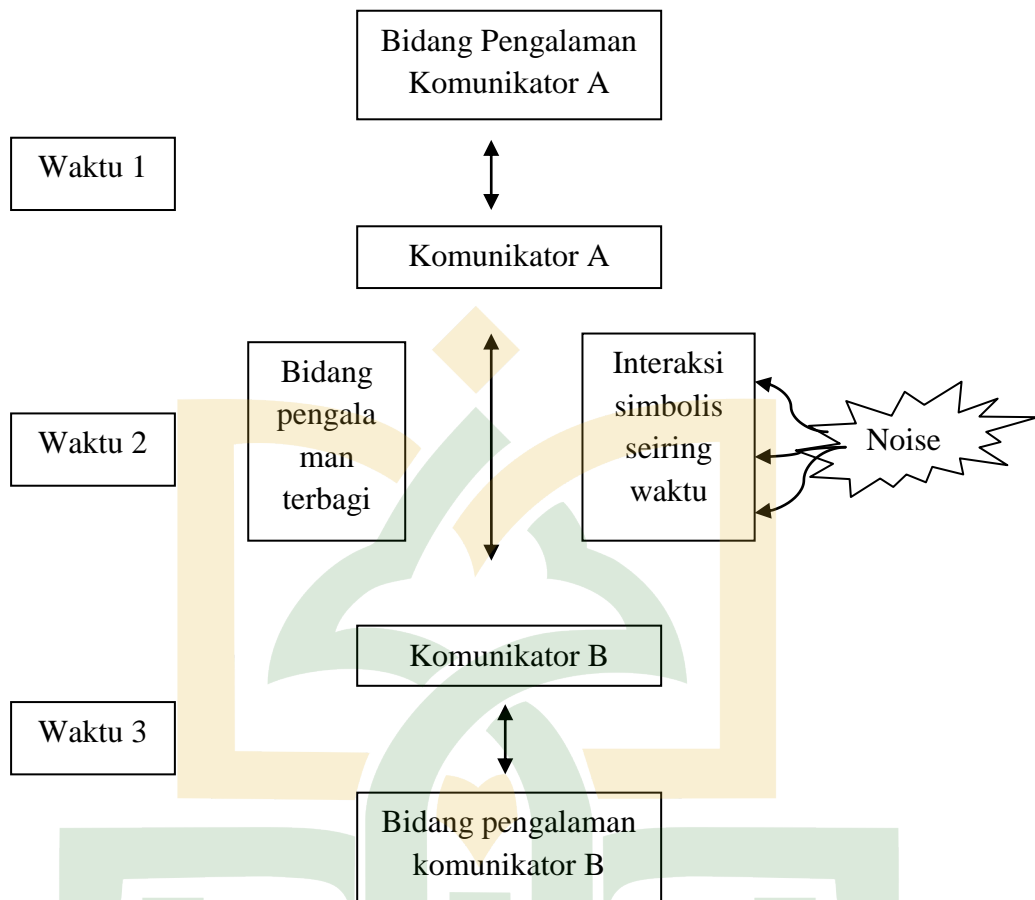 Bidang Pengalaman
Komunikator A
Waktu 1
Komunikator A
Bidang
pengala
man
terbagi
Interaksi
simbolis
seiring
waktu
Noise
Waktu 2
Komunikator B
Waktu 3
Bidang pengalaman
komunikator B